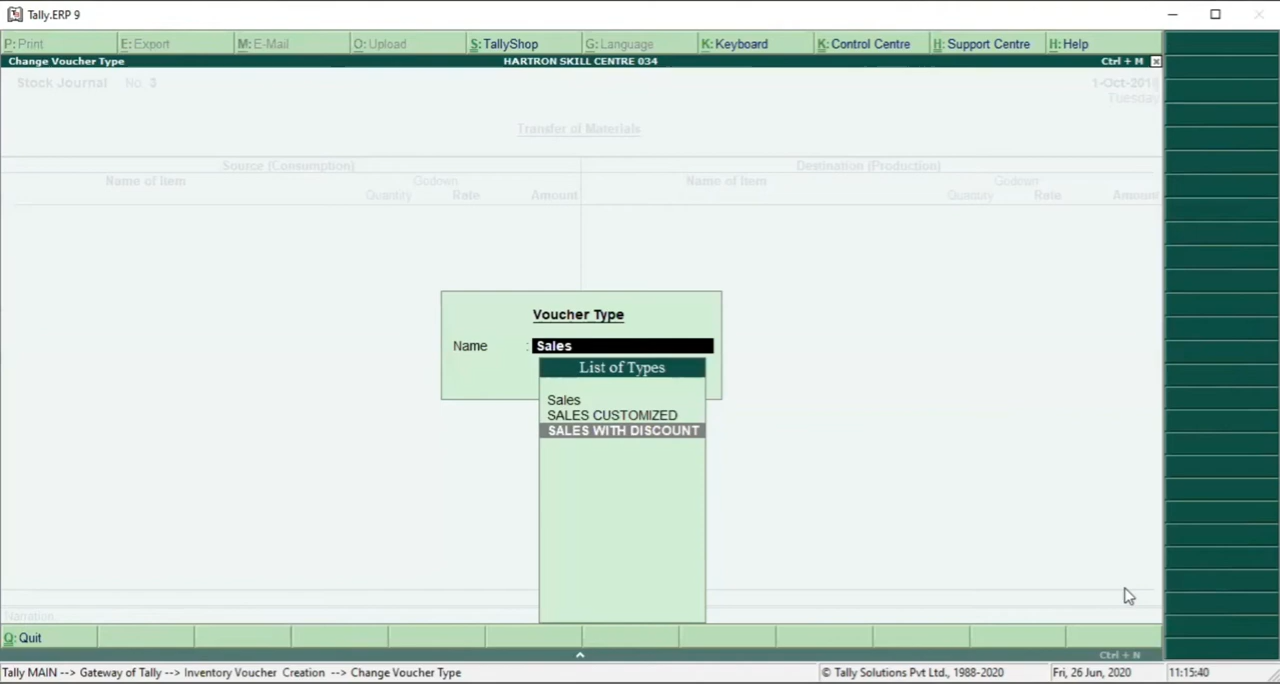 Tally.ERP 9
P: Print E: Export M: E-Mail O: Upload S: TallyShop G: Language K: Keyboard K: Control Centre H: Support Centre H: Help
Change Voucher Type HARTRON SKILL CENTRE 034 Ctrl + M
Stock Journal No. 3
Tuesday
Transfer of Materials
Source (Consumption) Destination (Production)
Name of Item Godown Name of Item Godown
Quantity Rate Amount Quantity Rate Amount
Voucher Type
Name : Sales
List of Types
Sales
SALES CUSTOMIZED
SALES WITH DISCOUNT
Narration:
Q: Quit
Ctrl + N
Tally MAIN --> Gateway of Tally --> Inventory Voucher Creation --> Change Voucher Type © Tally Solutions Pvt Ltd., 1988-2020 Fri, 26 Jun, 2020 11:15:40